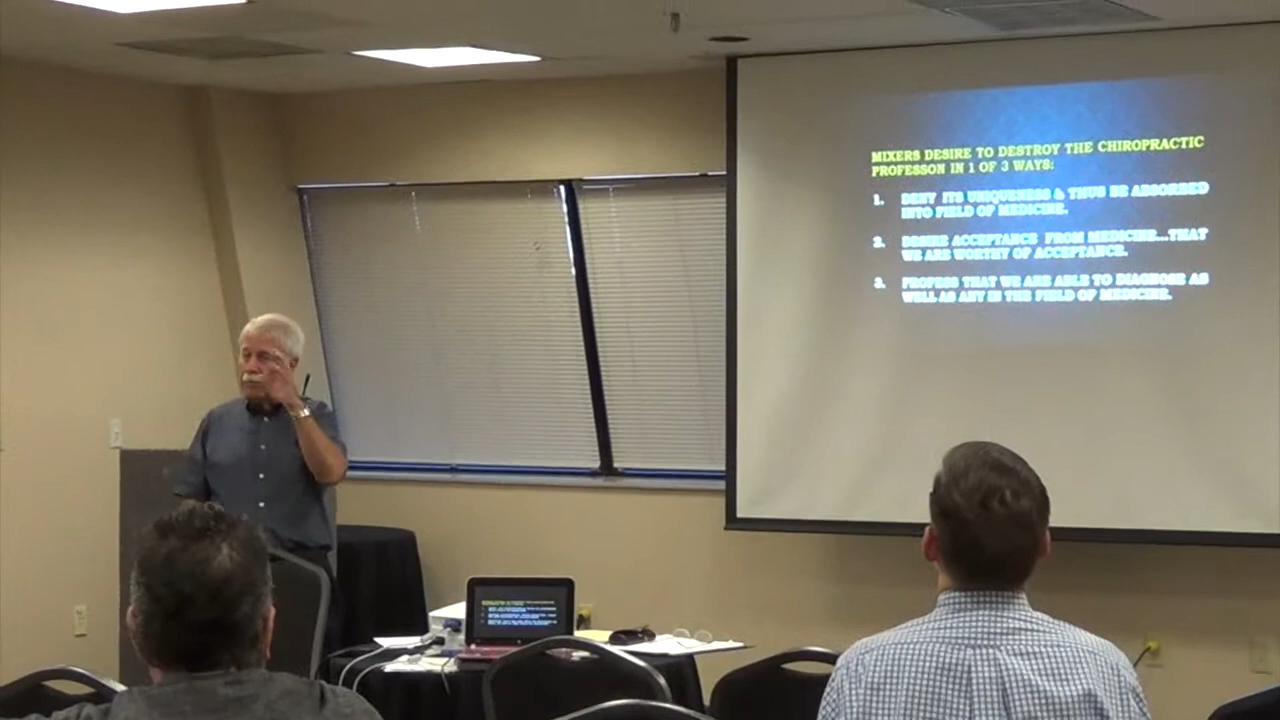 MIXERS DESIRE TO DESTROY THE CHIROPRACTIC
PROFESSON IN 1 OF 3 WAYS:
1. DENY ITS UNIQUENESS & THUS BE ABSORBED
INTO FIELD OF MEDICINE.
2. DESIRE ACCEPTANCE FROM MEDICINE...THAT
WE ARE WORTHY OF ACCEPTANCE.
3. PROFESS THAT WE ARE ABLE TO DIAGNOSE AS
WELL AS ANY IN THE FIELD OF MEDICINE.